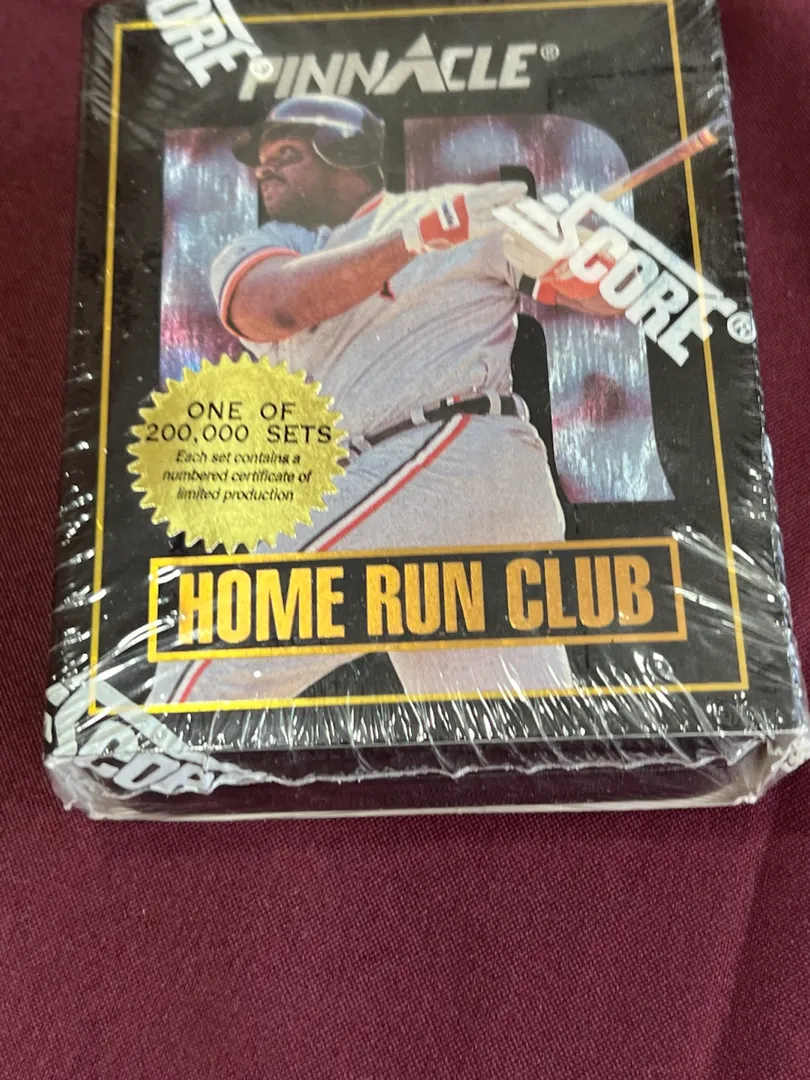 SCORE®
PINNACLE®
HR
SCORE®
ONE OF
200,000 SETS
Each set contains a
numbered certificate of
limited production
HOME RUN CLUB
SCORE